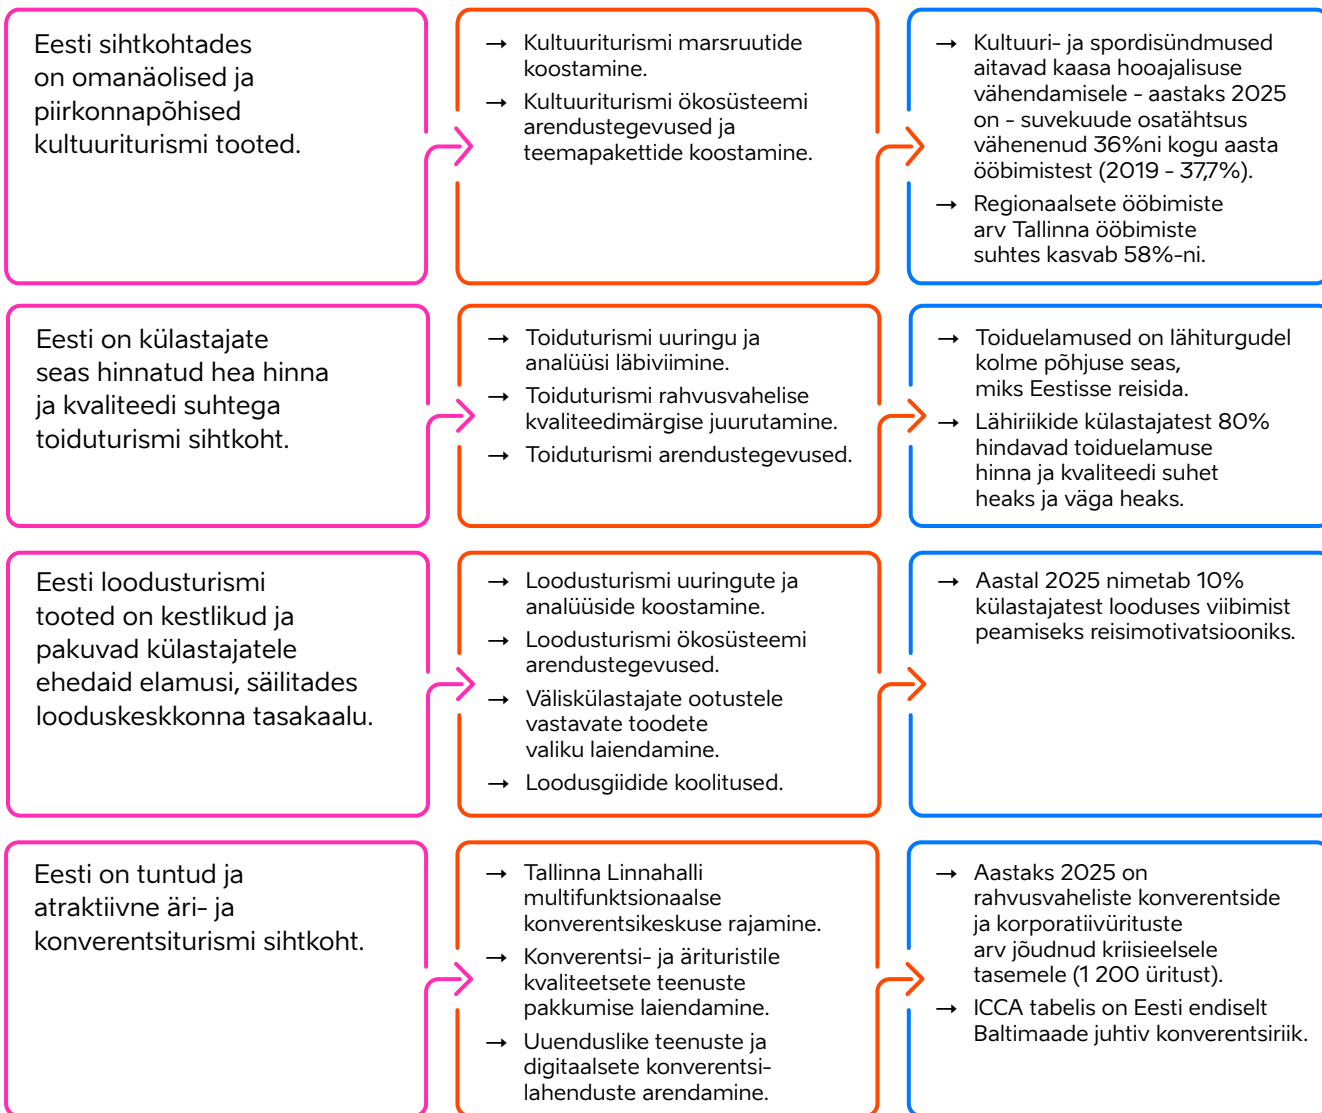 Eesti sihtkohtades
on omanäolised ja
piirkonnapõhised
kultuuriturismi tooted.
→ Kultuuriturismi marsruutide
koostamine.
→ Kultuuriturismi ökosüsteemi
arendustegevused ja
teemapakettide koostamine.
→ Kultuuri- ja spordisündmused
aitavad kaasa hooajalisuse
vähendamisele - aastaks 2025
on - suvekuude osatähtsus
vähenenud 36%ni kogu aasta
ööbimistest (2019 - 37,7%).
→ Regionaalsete ööbimiste
arv Tallinna ööbimiste
suhtes kasvab 58%-ni.
Eesti on külastajate
seas hinnatud hea hinna
ja kvaliteedi suhtega
toiduturismi sihtkoht.
→ Toiduturismi uuringu ja
analüüsi läbiviimine.
→ Toiduturismi rahvusvahelise
kvaliteedimärgise juurutamine.
→ Toiduturismi arendustegevused.
→ Toiduelamused on lähiturgudel
kolme põhjuse seas,
miks Eestisse reisida.
→ Lähiriikide külastajatest 80%
hindavad toiduelamuse
hinna ja kvaliteedi suhet
heaks ja väga heaks.
Eesti loodusturismi
tooted on kestlikud ja
pakuvad külastajatele
ehedaid elamusi, säilitades
looduskeskkonna tasakaalu.
→ Loodusturismi uuringute ja
analüüside koostamine.
→ Loodusturismi ökosüsteemi
arendustegevused.
→ Väliskülastajate ootustele
vastavate toodete
valiku laiendamine.
→ Loodusgiidide koolitused.
→ Aastal 2025 nimetab 10%
külastajatest looduses viibimist
peamiseks reisimotivatsiooniks.
Eesti on tuntud ja
atraktiivne äri- ja
konverentsiturismi sihtkoht.
→ Tallinna Linnahalli
multifunktsionaalse
konverentsikeskuse rajamine.
→ Konverentsi- ja ärituristile
kvaliteetsete teenuste
pakkumise laiendamine.
→ Uuenduslike teenuste ja
digitaalsete konverentsi-
lahenduste arendamine.
→ Aastaks 2025 on
rahvusvaheliste konverentside
ja korporatiivürituste
arv jõudnud kriisieelsele
tasemele (1 200 üritust).
→ ICCA tabelis on Eesti endiselt
Baltimaade juhtiv konverentsiriik.